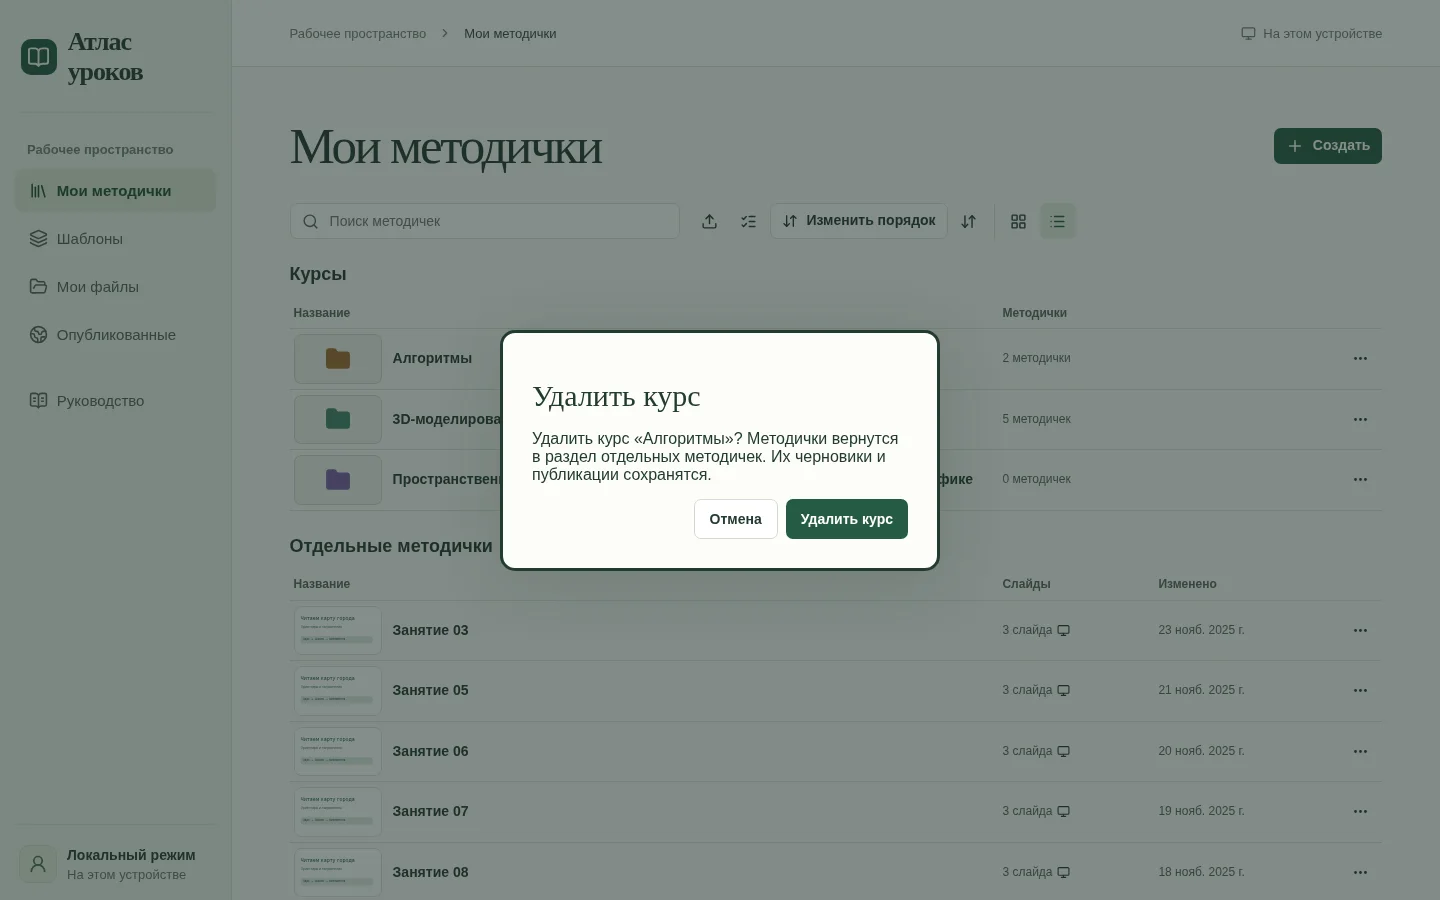 Атлас
уроков
Рабочее пространство
Мои методички
Шаблоны
Мои файлы
Опубликованные
Руководство
Локальный режим
На этом устройстве
Рабочее пространство
Мои методички
На этом устройстве
Мои методички
Создать
Поиск методичек
Изменить порядок
Курсы
Название
Методички
Алгоритмы
2 методички
5 методичек
0 методичек
Удалить курс
Удалить курс «Алгоритмы»? Методички вернутся
в раздел отдельных методичек. Их черновики и
публикации сохранятся.
Отмена
Удалить курс
Отдельные методички
Название
Слайды
Изменено
Занятие 03
3 слайда
23 нояб. 2025 г.
Занятие 05
3 слайда
21 нояб. 2025 г.
Занятие 06
3 слайда
20 нояб. 2025 г.
Занятие 07
3 слайда
19 нояб. 2025 г.
Занятие 08
3 слайда
18 нояб. 2025 г.